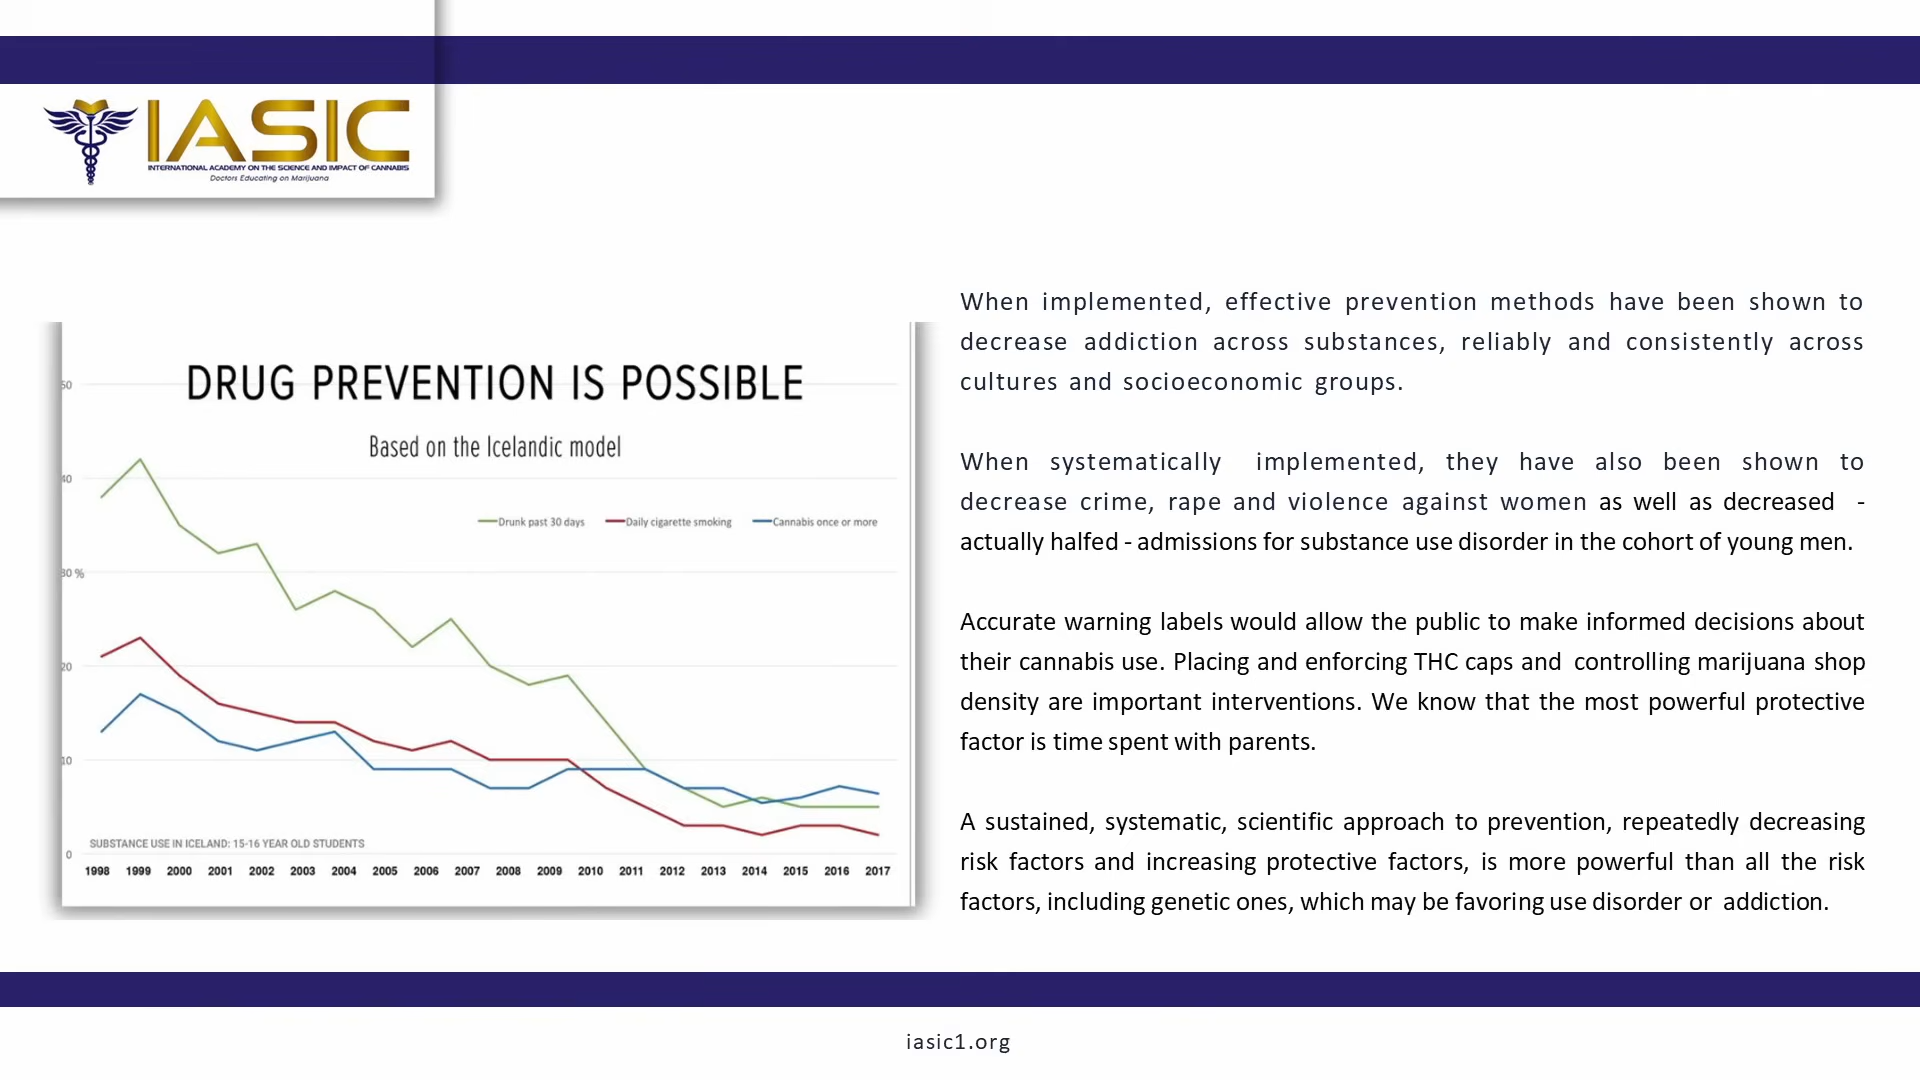 IASIC
INTERNATIONAL ACADEMY ON THE SCIENCE AND IMPACT OF CANNABIS
Doctors Educating on Marijuana
DRUG PREVENTION IS POSSIBLE
Based on the Icelandic model
50
40
30 %
20
10
0
Drunk past 30 days Daily cigarette smoking Cannabis once or more
SUBSTANCE USE IN ICELAND: 15-16 YEAR OLD STUDENTS
1998 1999 2000 2001 2002 2003 2004 2005 2006 2007 2008 2009 2010 2011 2012 2013 2014 2015 2016 2017
When implemented, effective prevention methods have been shown to
decrease addiction across substances, reliably and consistently across
cultures and socioeconomic groups.
When systematically implemented, they have also been shown to
decrease crime, rape and violence against women as well as decreased -
actually halfed - admissions for substance use disorder in the cohort of young men.
Accurate warning labels would allow the public to make informed decisions about
their cannabis use. Placing and enforcing THC caps and controlling marijuana shop
density are important interventions. We know that the most powerful protective
factor is time spent with parents.
A sustained, systematic, scientific approach to prevention, repeatedly decreasing
risk factors and increasing protective factors, is more powerful than all the risk
factors, including genetic ones, which may be favoring use disorder or addiction.
iasic1.org